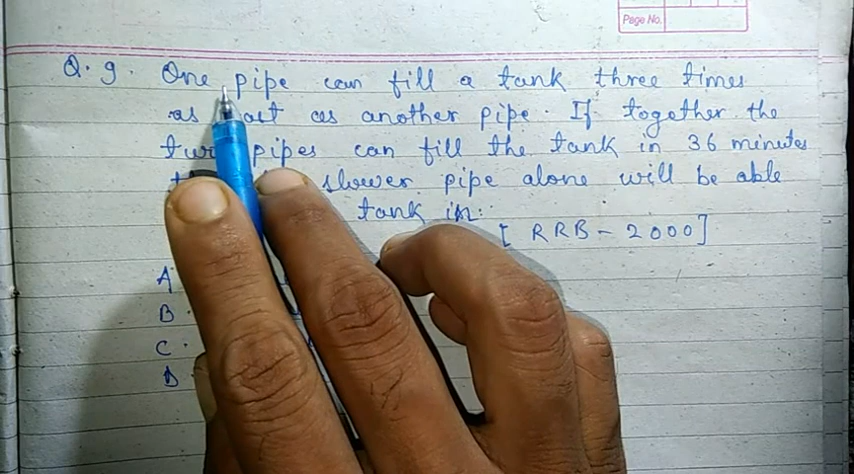 Page No.
Q. 9. One pipe can fill a tank three times
as as another pipe. If together the
pipes can fill the tank in 36 minutes
slower pipe alone will be able
tank in:
[ RRB - 2000]
A
B.
C.
D